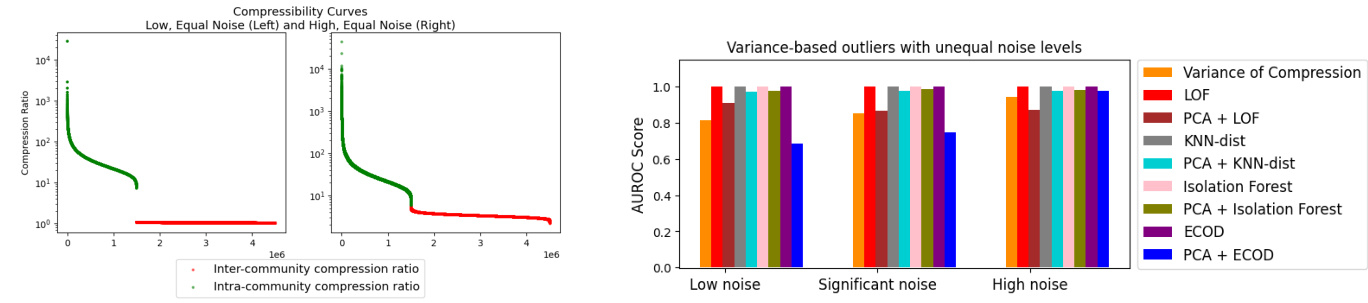 Compressibility Curves
Low, Equal Noise (Left) and High, Equal Noise (Right)
Compression Ratio
10^4
10^3
10^2
10^1
10^0
0
1
2
3
4
1e6
10^4
10^3
10^2
10^1
0
1
2
3
4
1e6
Inter-community compression ratio
Intra-community compression ratio
Variance-based outliers with unequal noise levels
AUROC Score
1.0
0.8
0.6
0.4
0.2
0.0
Low noise
Significant noise
High noise
Variance of Compression
LOF
PCA + LOF
KNN-dist
PCA + KNN-dist
Isolation Forest
PCA + Isolation Forest
ECOD
PCA + ECOD